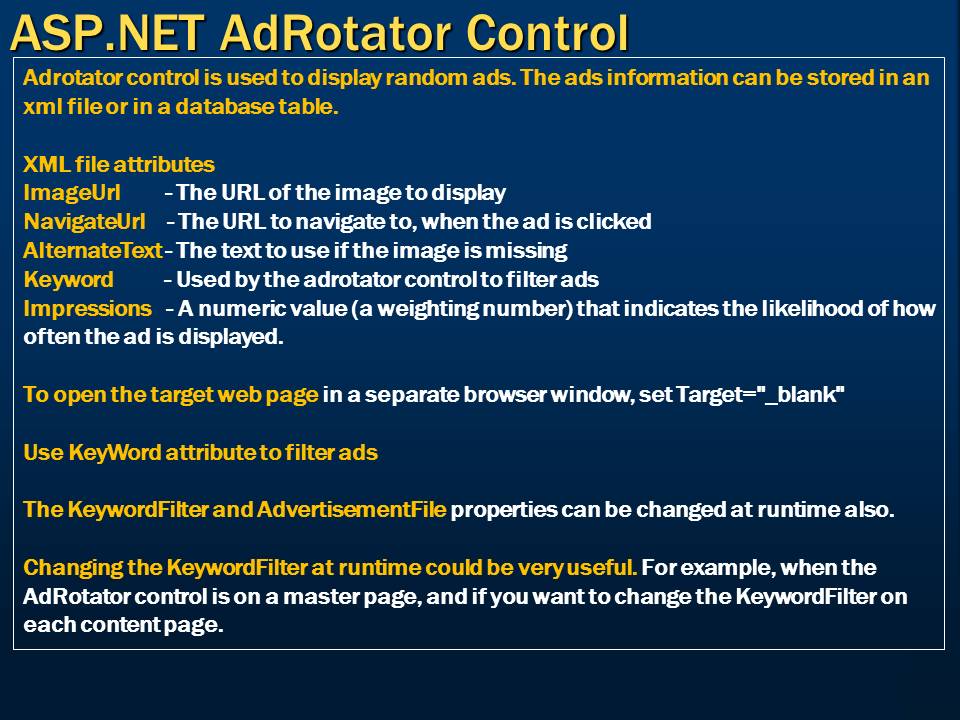 ASP.NET AdRotator Control
Adrotator control is used to display random ads. The ads information can be stored in an
xml file or in a database table.
XML file attributes
ImageUrl - The URL of the image to display
NavigateUrl - The URL to navigate to, when the ad is clicked
AlternateText - The text to use if the image is missing
Keyword - Used by the adrotator control to filter ads
Impressions - A numeric value (a weighting number) that indicates the likelihood of how
often the ad is displayed.
To open the target web page in a separate browser window, set Target="_blank"
Use KeyWord attribute to filter ads
The KeywordFilter and AdvertisementFile properties can be changed at runtime also.
Changing the KeywordFilter at runtime could be very useful. For example, when the
AdRotator control is on a master page, and if you want to change the KeywordFilter on
each content page.